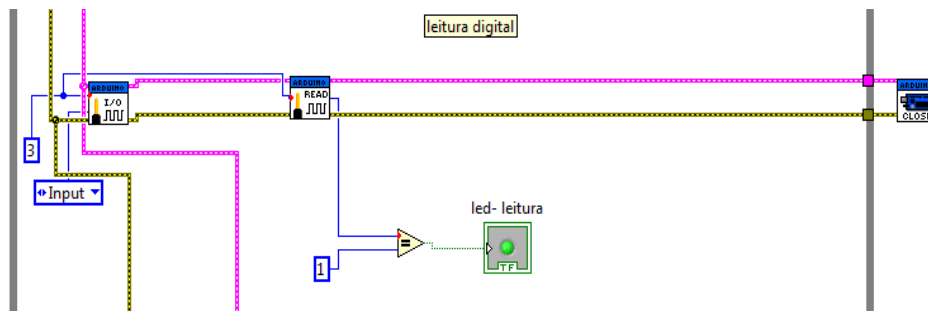 leitura digital
ARDUINO
I/O
ARDUINO
READ
ARDUINO
CLOSE
3
Input
led- leitura
1
TF